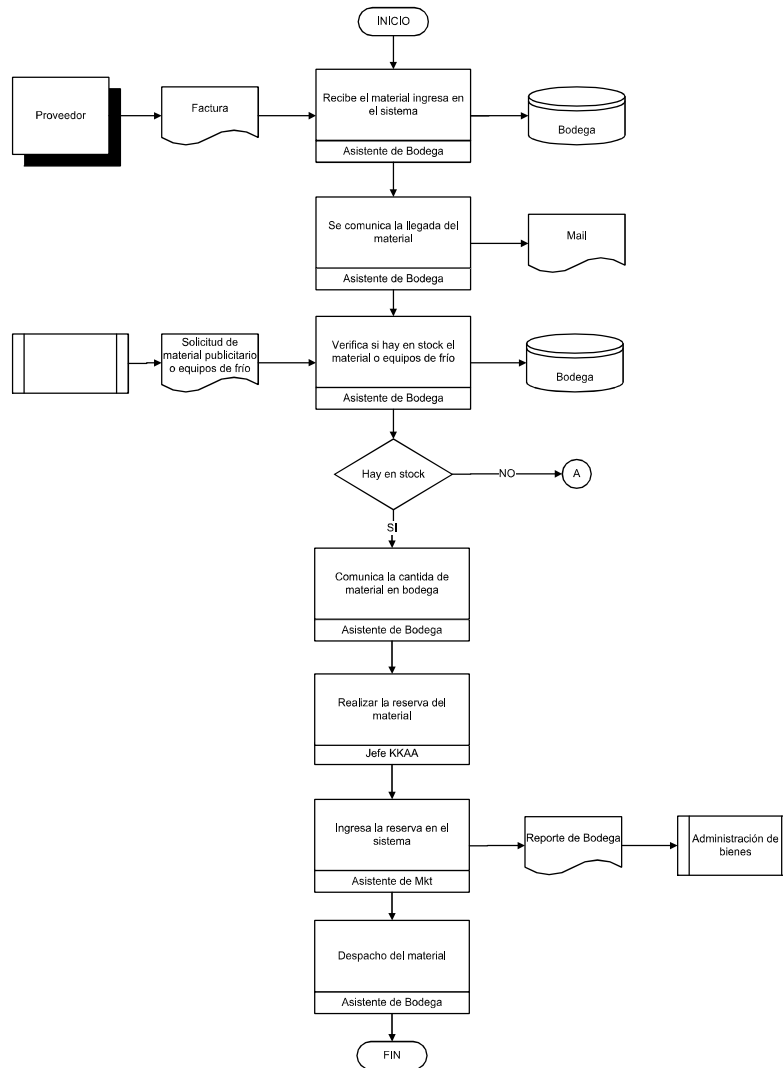 INICIO
Proveedor
Factura
Recibe el material ingresa en
el sistema
Asistente de Bodega
Bodega
Se comunica la llegada del
material
Asistente de Bodega
Mail
Solicitud de
material publicitario
o equipos de frío
Verifica si hay en stock el
material o equipos de frío
Asistente de Bodega
Bodega
Hay en stock
NO
A
SI
Comunica la cantida de
material en bodega
Asistente de Bodega
Realizar la reserva del
material
Jefe KKAA
Ingresa la reserva en el
sistema
Asistente de Mkt
Reporte de Bodega
Administración de
bienes
Despacho del material
Asistente de Bodega
FIN